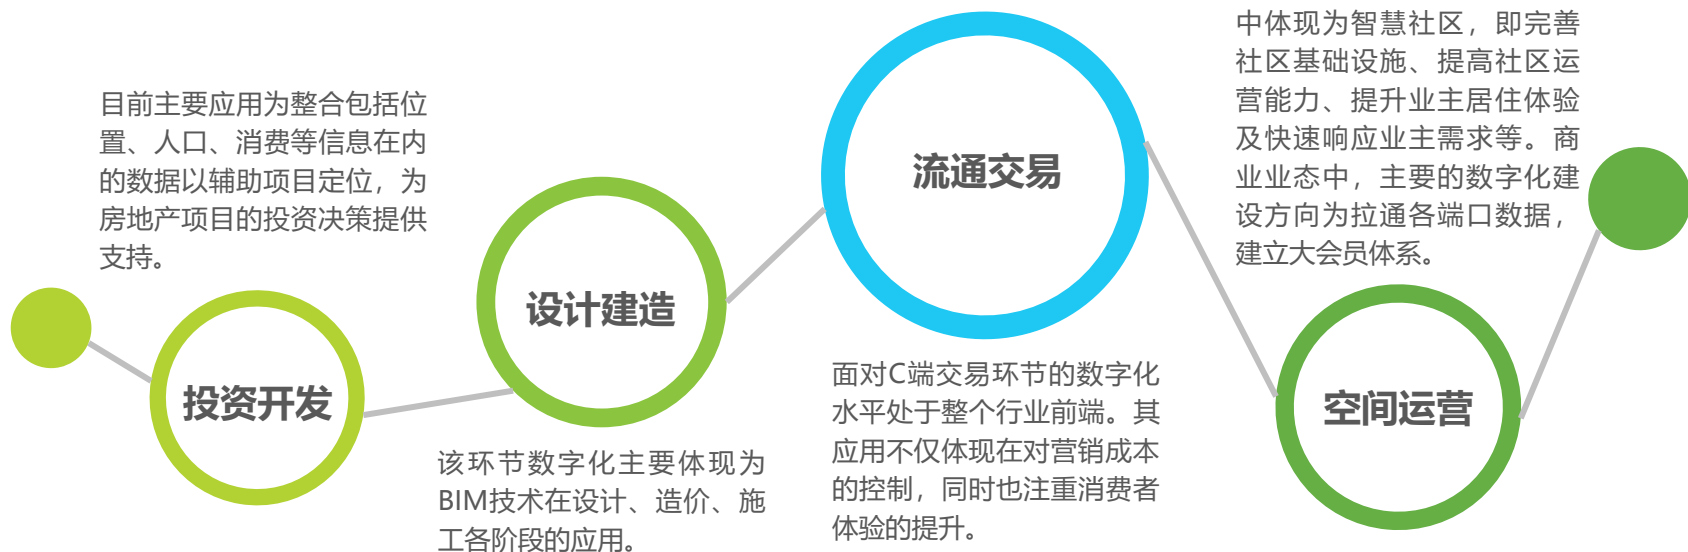 目前主要应用为整合包括位
置、人口、消费等信息在内
的数据以辅助项目定位，为
房地产项目的投资决策提供
支持。
投资开发
设计建造
该环节数字化主要体现为
BIM技术在设计、造价、施
工各阶段的应用。
流通交易
面对C端交易环节的数字化
水平处于整个行业前端。其
应用不仅体现在对营销成本
的控制，同时也注重消费者
体验的提升。
中体现为智慧社区，即完善
社区基础设施、提高社区运
营能力、提升业主居住体验
及快速响应业主需求等。商
业业态中，主要的数字化建
设方向为拉通各端口数据，
建立大会员体系。
空间运营